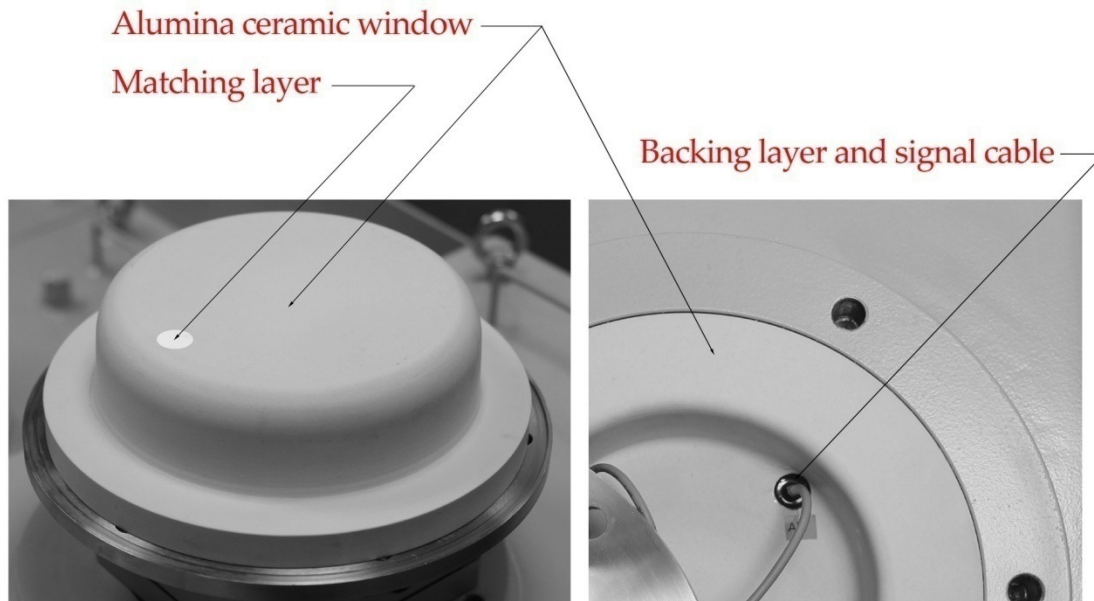 Alumina ceramic window
Matching layer
Backing layer and signal cable
A